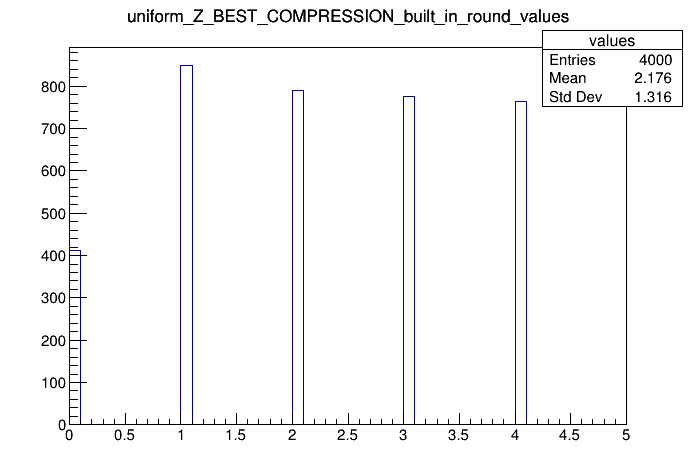 uniform_Z_BEST_COMPRESSION_built_in_round_values
values
Entries 4000
Mean 2.176
Std Dev 1.316
800
700
600
500
400
300
200
100
0
0 0.5 1 1.5 2 2.5 3 3.5 4 4.5 5